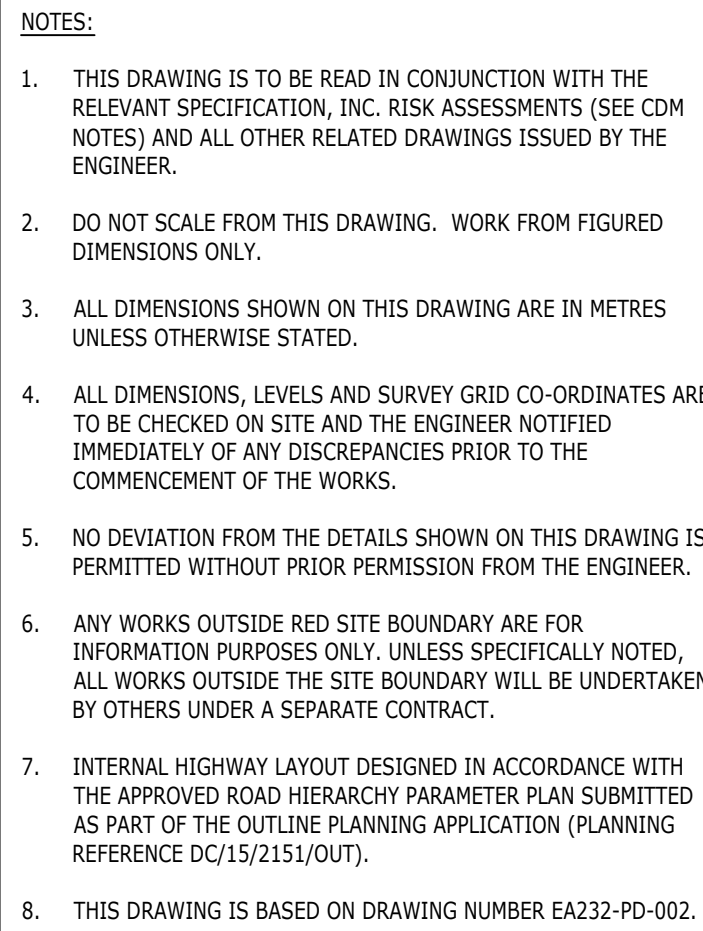 NOTES:
1. THIS DRAWING IS TO BE READ IN CONJUNCTION WITH THE
RELEVANT SPECIFICATION, INC. RISK ASSESSMENTS (SEE CDM
NOTES) AND ALL OTHER RELATED DRAWINGS ISSUED BY THE
ENGINEER.
2. DO NOT SCALE FROM THIS DRAWING. WORK FROM FIGURED
DIMENSIONS ONLY.
3. ALL DIMENSIONS SHOWN ON THIS DRAWING ARE IN METRES
UNLESS OTHERWISE STATED.
4. ALL DIMENSIONS, LEVELS AND SURVEY GRID CO-ORDINATES ARE
TO BE CHECKED ON SITE AND THE ENGINEER NOTIFIED
IMMEDIATELY OF ANY DISCREPANCIES PRIOR TO THE
COMMENCEMENT OF THE WORKS.
5. NO DEVIATION FROM THE DETAILS SHOWN ON THIS DRAWING IS
PERMITTED WITHOUT PRIOR PERMISSION FROM THE ENGINEER.
6. ANY WORKS OUTSIDE RED SITE BOUNDARY ARE FOR
INFORMATION PURPOSES ONLY. UNLESS SPECIFICALLY NOTED,
ALL WORKS OUTSIDE THE SITE BOUNDARY WILL BE UNDERTAKEN
BY OTHERS UNDER A SEPARATE CONTRACT.
7. INTERNAL HIGHWAY LAYOUT DESIGNED IN ACCORDANCE WITH
THE APPROVED ROAD HIERARCHY PARAMETER PLAN SUBMITTED
AS PART OF THE OUTLINE PLANNING APPLICATION (PLANNING
REFERENCE DC/15/2151/OUT).
8. THIS DRAWING IS BASED ON DRAWING NUMBER EA232-PD-002.